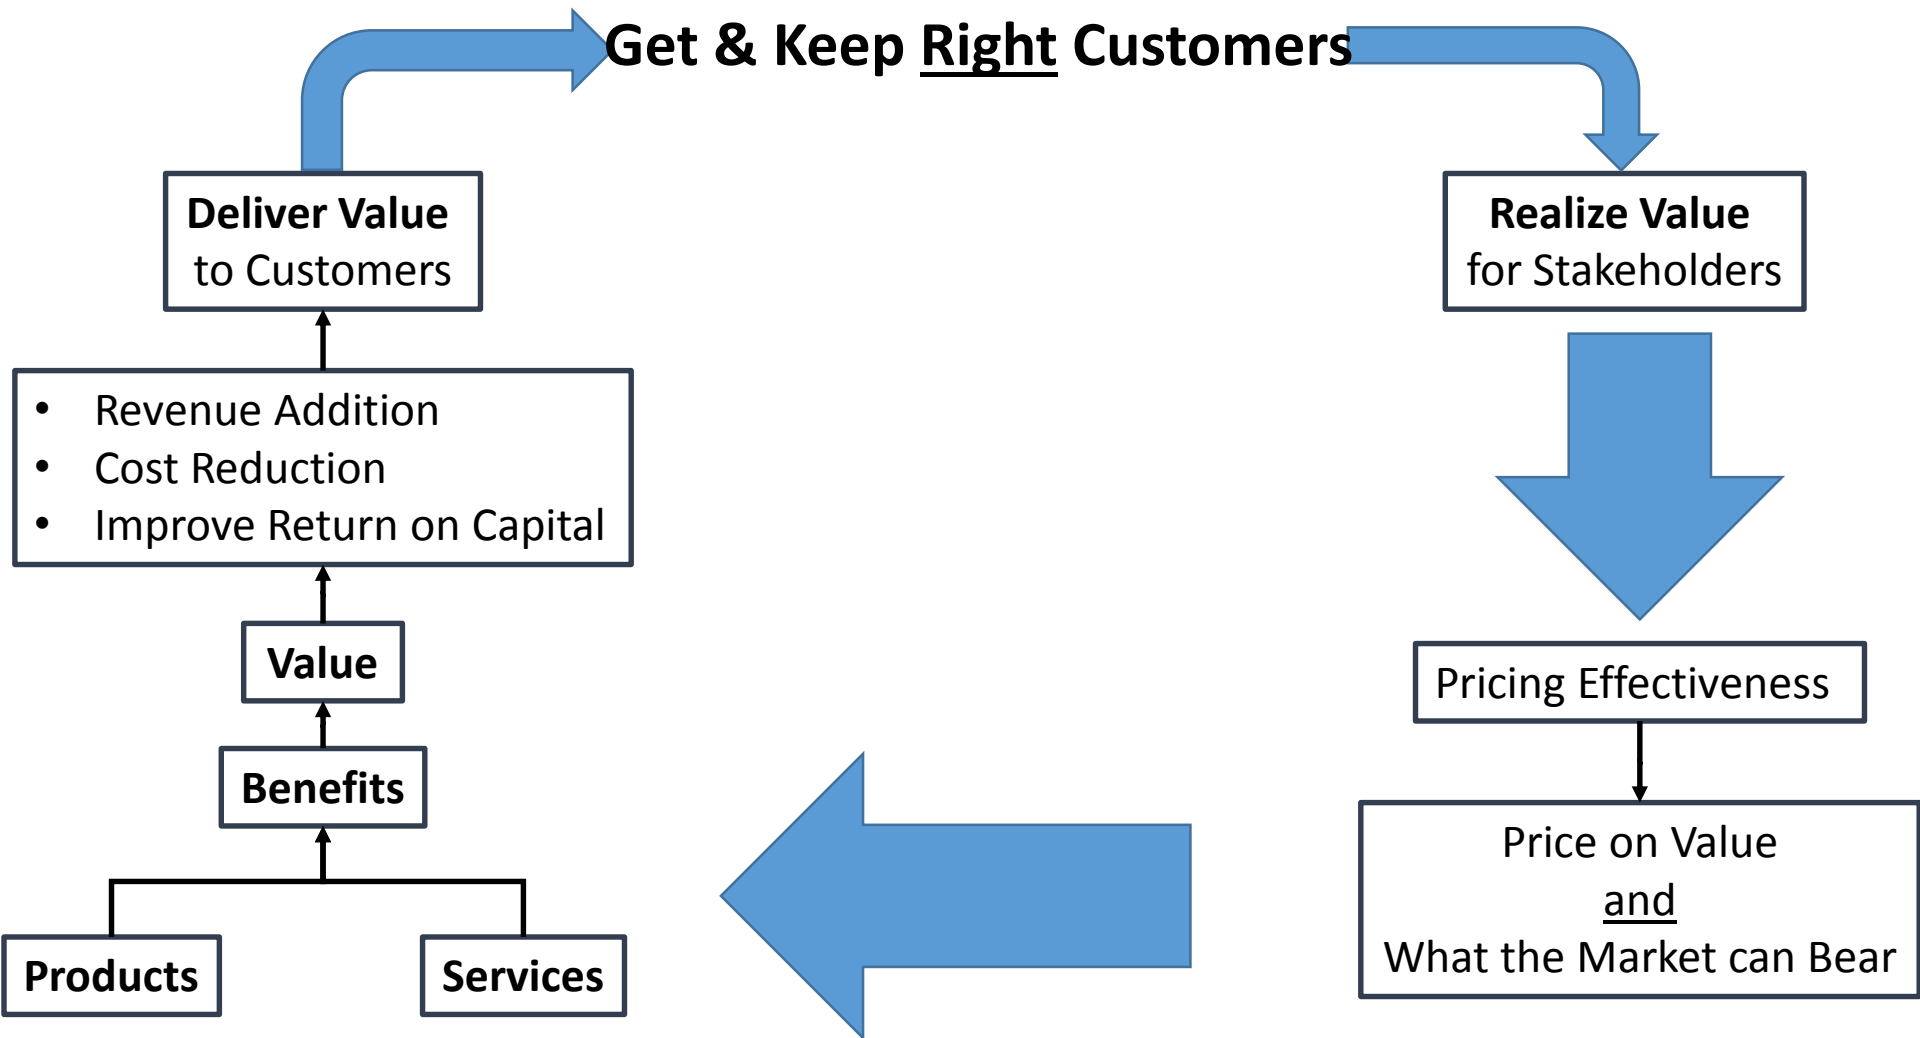 Get & Keep Right Customers
Deliver Value
to Customers
• Revenue Addition
• Cost Reduction
• Improve Return on Capital
Value
Benefits
Products
Services
Realize Value
for Stakeholders
Pricing Effectiveness
Price on Value
and
What the Market can Bear